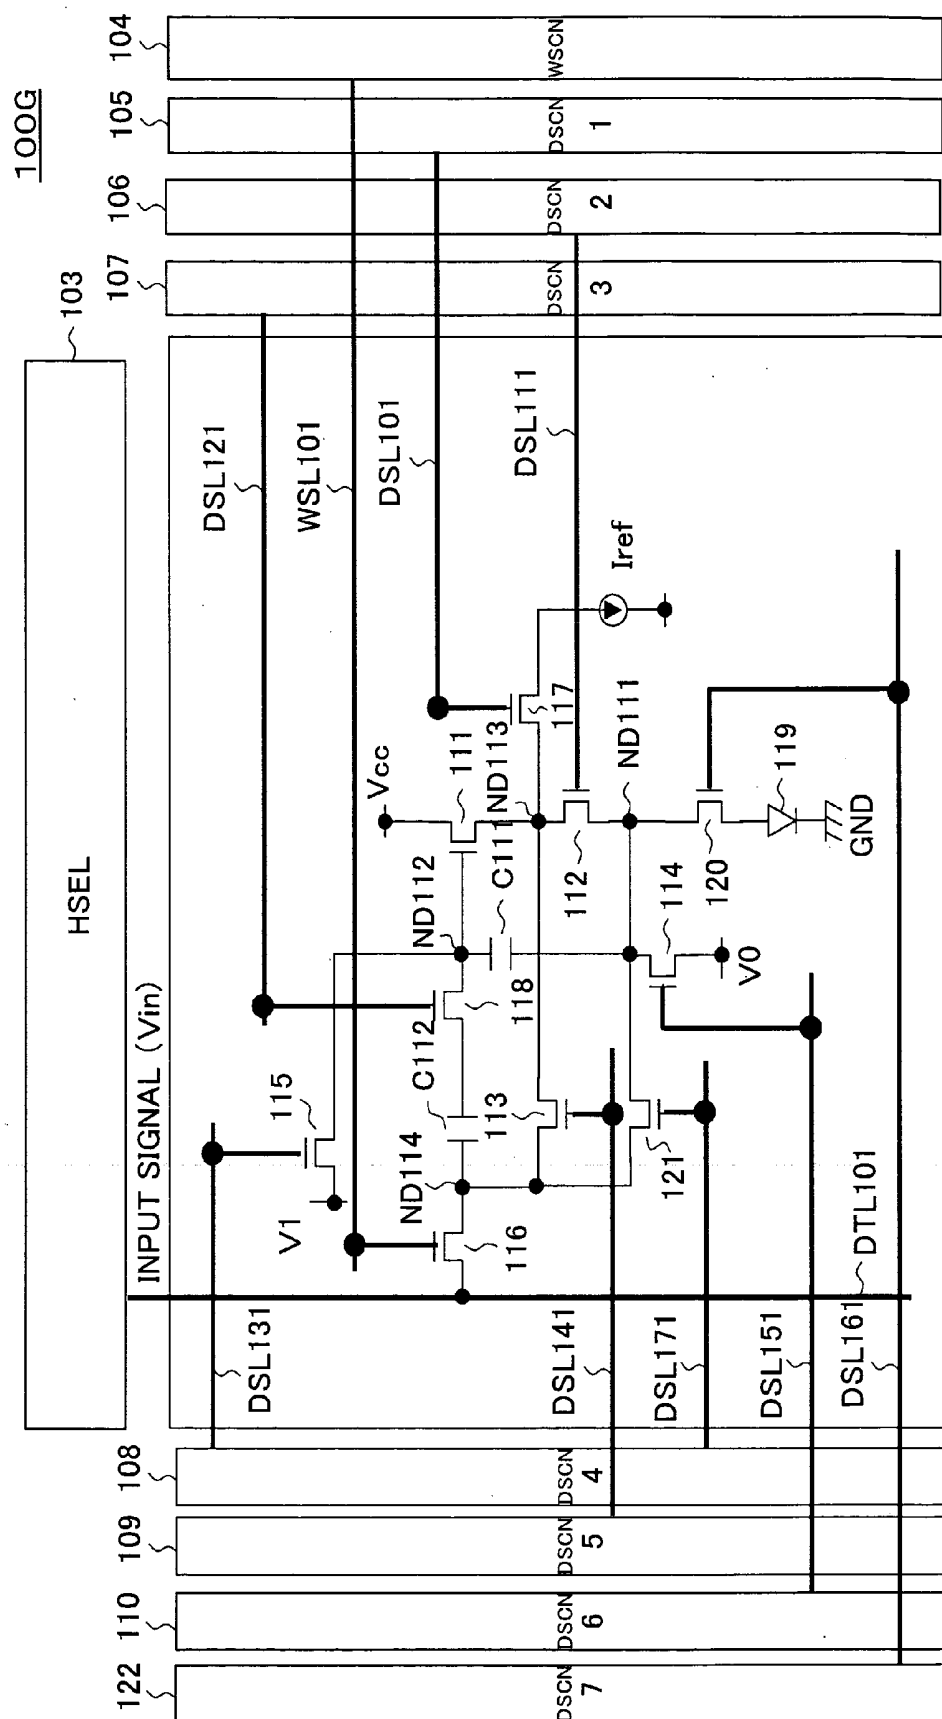 100G
103
HSEL
104
WSCN
105
DSCN
1
106
DSCN
2
107
DSCN
3
108
DSCN
4
109
DSCN
5
110
DSCN
6
122
DSCN
7
INPUT SIGNAL (Vin)
DSL121
WSL101
DSL101
DSL111
Iref
Vcc
111
ND113
117
ND111
ND112
C111
112
114
120
119
GND
V0
118
C112
113
115
ND114
121
V1
116
DTL101
DSL131
DSL141
DSL171
DSL151
DSL161